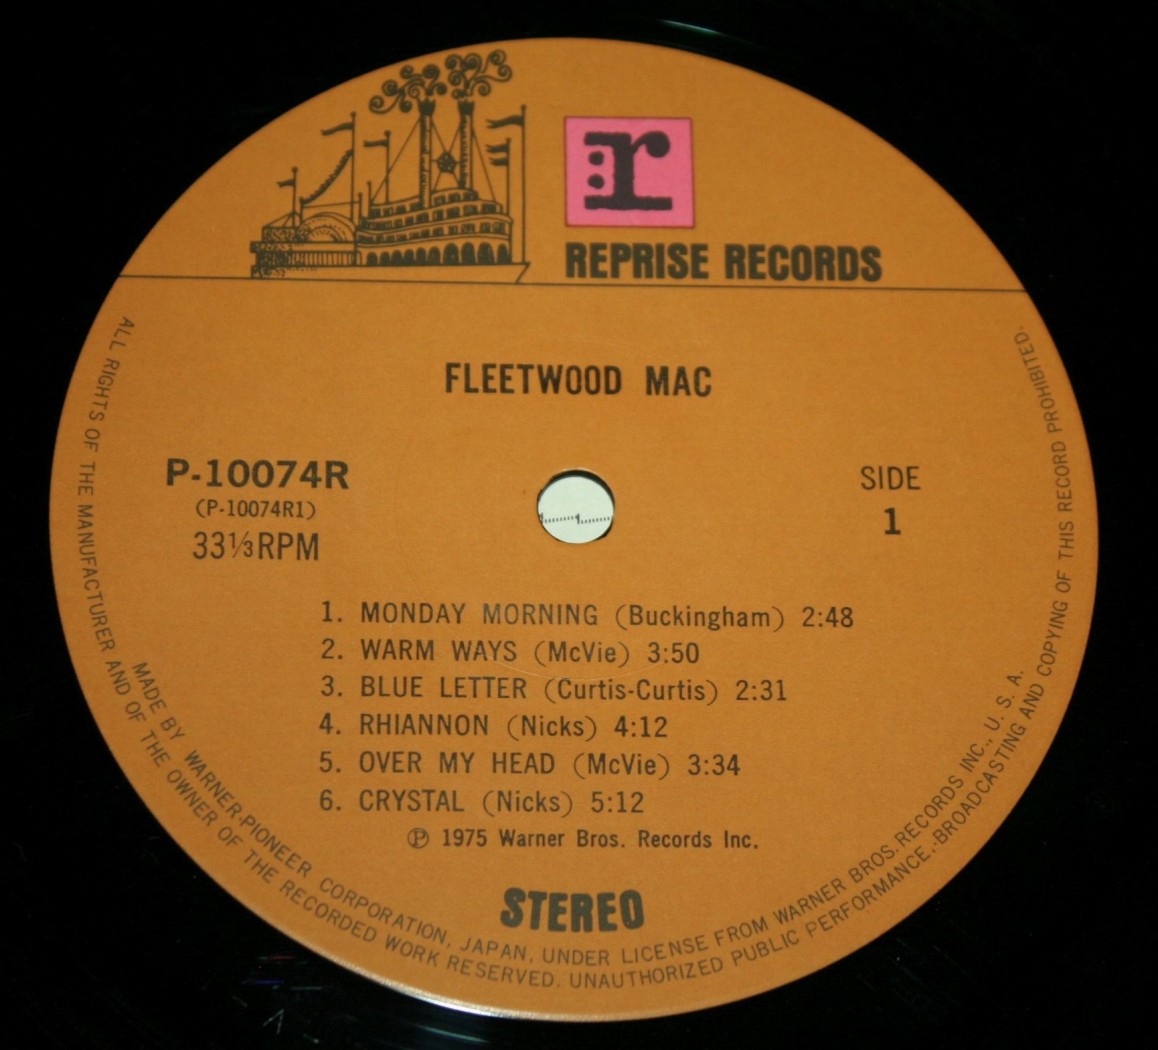 r
REPRISE RECORDS
FLEETWOOD MAC
P-10074R
(P-10074R1)
33⅓RPM
SIDE
1
1. MONDAY MORNING (Buckingham) 2:48
2. WARM WAYS (McVie) 3:50
3. BLUE LETTER (Curtis-Curtis) 2:31
4. RHIANNON (Nicks) 4:12
5. OVER MY HEAD (McVie) 3:34
6. CRYSTAL (Nicks) 5:12
℗ 1975 Warner Bros. Records Inc.
STEREO
MADE BY WARNER-PIONEER CORPORATION, JAPAN, UNDER LICENSE FROM WARNER BROS. RECORDS INC., U. S. A.
ALL RIGHTS OF THE MANUFACTURER AND OF THE OWNER OF THE RECORDED WORK RESERVED. UNAUTHORIZED PUBLIC PERFORMANCE. BROADCASTING AND COPYING OF THIS RECORD PROHIBITED.